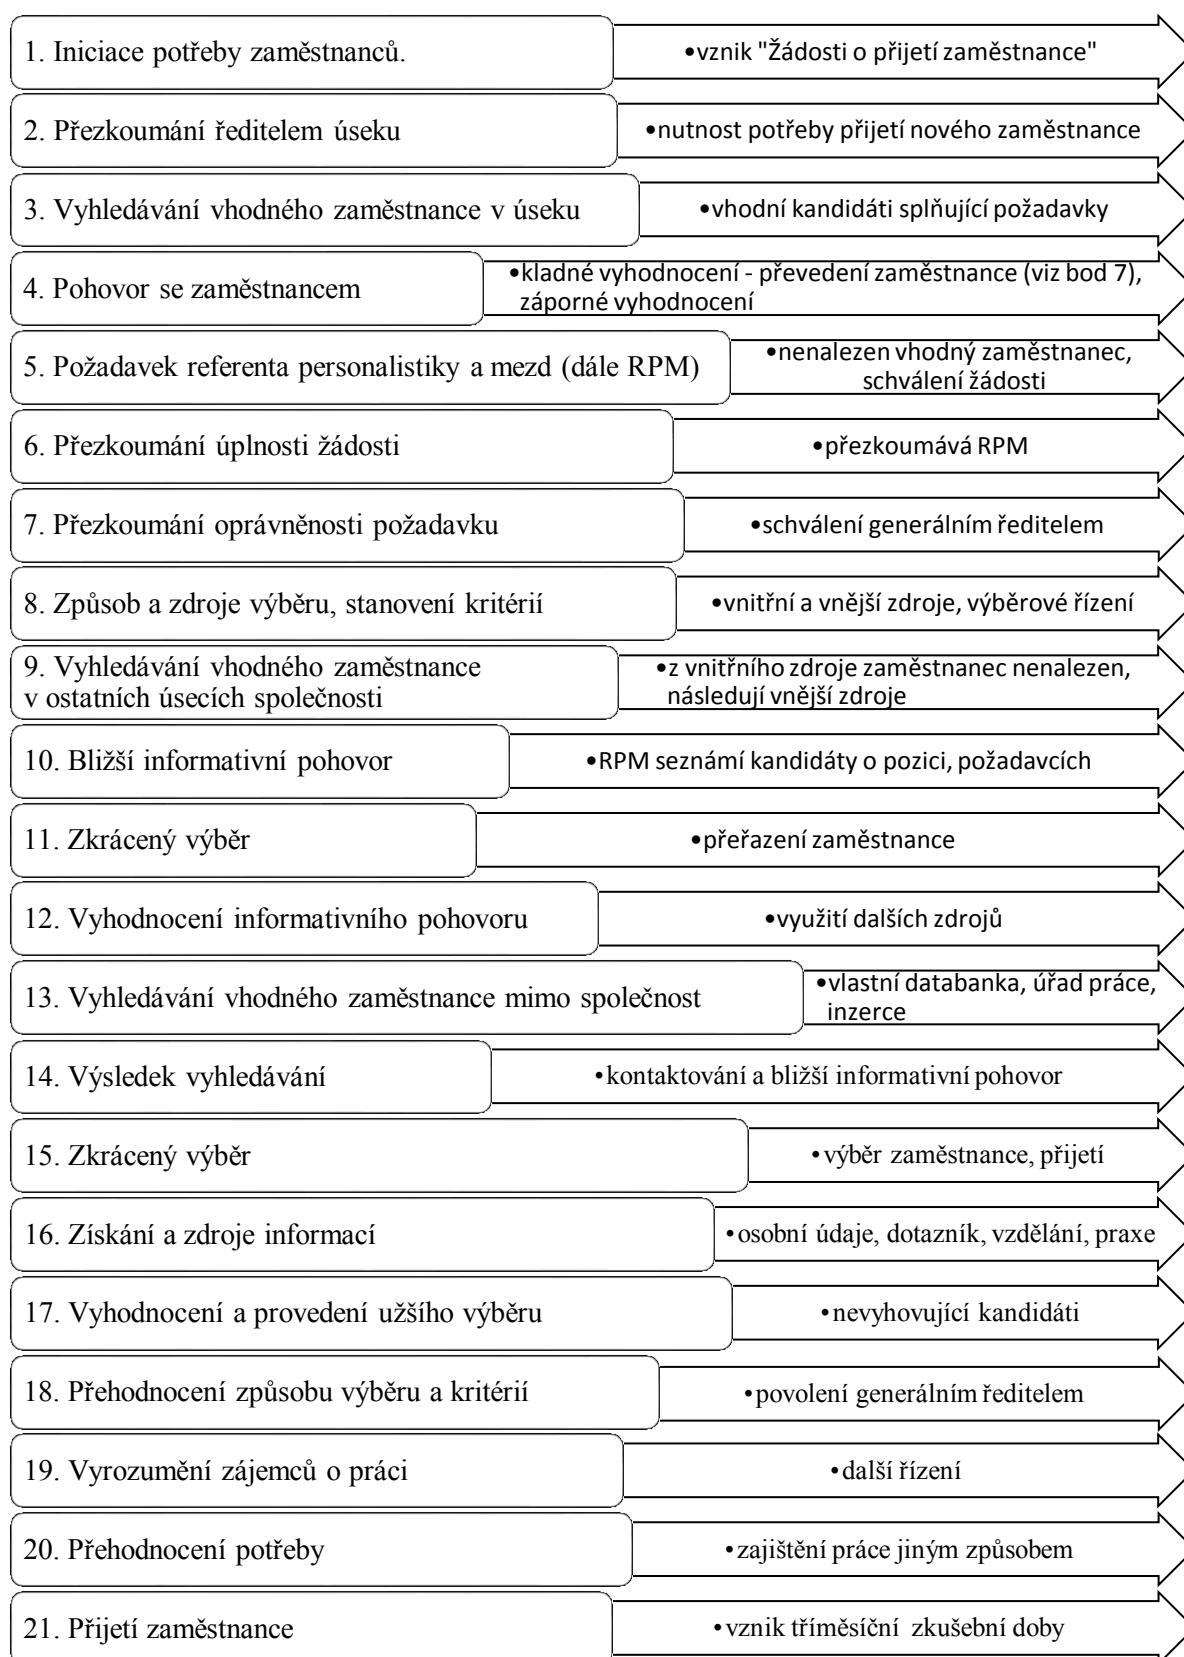 1. Iniciace potřeby zaměstnanců.
•vznik "Žádosti o přijetí zaměstnance"
2. Přezkoumání ředitelem úseku
•nutnost potřeby přijetí nového zaměstnance
3. Vyhledávání vhodného zaměstnance v úseku
•vhodní kandidáti splňující požadavky
4. Pohovor se zaměstnancem
•kladné vyhodnocení - převedení zaměstnance (viz bod 7),
záporné vyhodnocení
5. Požadavek referenta personalistiky a mezd (dále RPM)
•nenalezen vhodný zaměstnanec,
schválení žádosti
6. Přezkoumání úplnosti žádosti
•přezkoumává RPM
7. Přezkoumání oprávněnosti požadavku
•schválení generálním ředitelem
8. Způsob a zdroje výběru, stanovení kritérií
•vnitřní a vnější zdroje, výběrové řízení
9. Vyhledávání vhodného zaměstnance
v ostatních úsecích společnosti
•z vnitřního zdroje zaměstnanec nenalezen,
následují vnější zdroje
10. Bližší informativní pohovor
•RPM seznámí kandidáty o pozici, požadavcích
11. Zkrácený výběr
•přeřazení zaměstnance
12. Vyhodnocení informativního pohovoru
•využití dalších zdrojů
13. Vyhledávání vhodného zaměstnance mimo společnost
•vlastní databanka, úřad práce,
inzerce
14. Výsledek vyhledávání
•kontaktování a bližší informativní pohovor
15. Zkrácený výběr
•výběr zaměstnance, přijetí
16. Získání a zdroje informací
•osobní údaje, dotazník, vzdělání, praxe
17. Vyhodnocení a provedení užšího výběru
•nevyhovující kandidáti
18. Přehodnocení způsobu výběru a kritérií
•povolení generálním ředitelem
19. Vyrozumění zájemců o práci
•další řízení
20. Přehodnocení potřeby
•zajištění práce jiným způsobem
21. Přijetí zaměstnance
•vznik tříměsíční zkušební doby